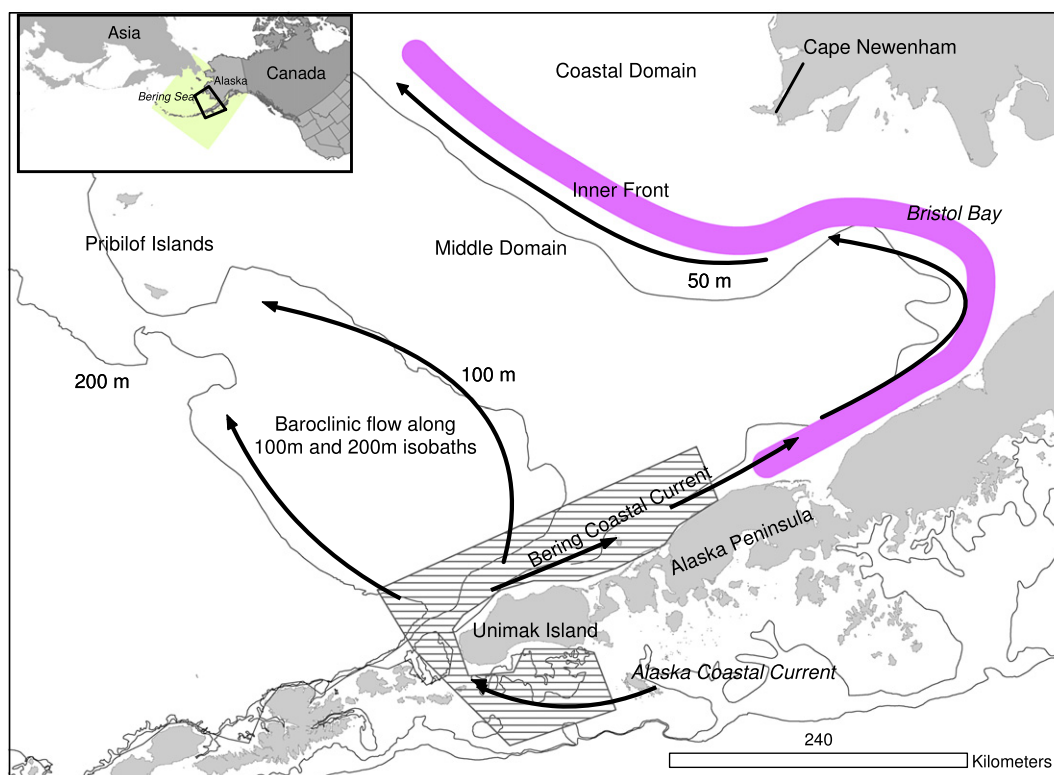 Asia
Canada
Alaska
Bering Sea
Cape Newenham
Coastal Domain
Inner Front
Bristol Bay
Pribilof Islands
Middle Domain
50 m
200 m
100 m
Baroclinic flow along
100m and 200m isobaths
Bering Coastal Current
Alaska Peninsula
Unimak Island
Alaska Coastal Current
240
Kilometers